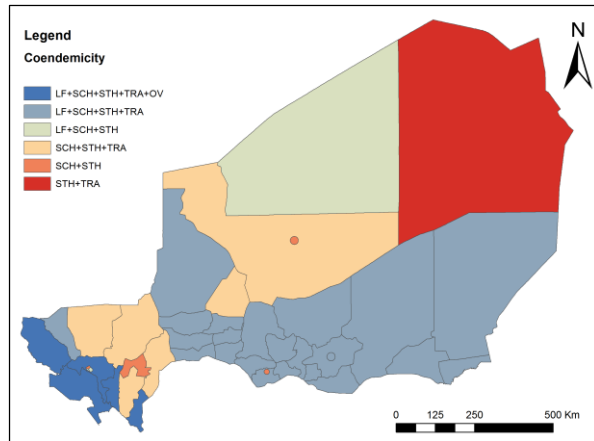 Legend
Coendemicity
LF+SCH+STH+TRA+OV
LF+SCH+STH+TRA
LF+SCH+STH
SCH+STH+TRA
SCH+STH
STH+TRA
N
0 125 250 500 Km